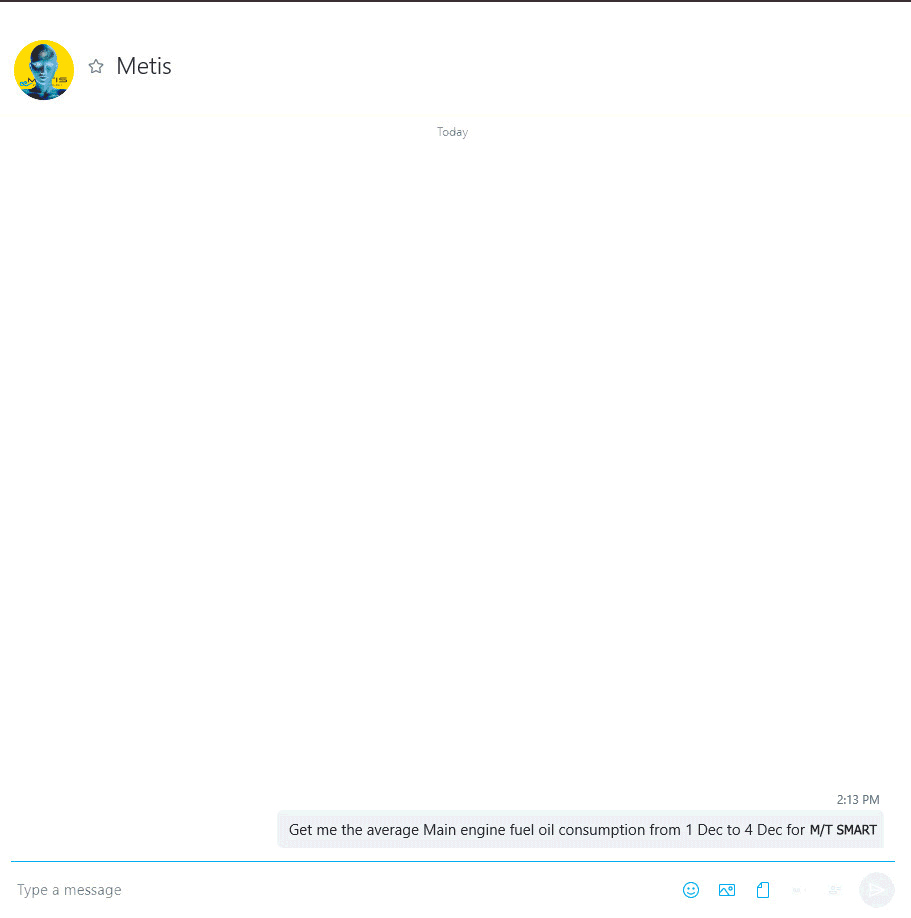 Metis
Today
2:13 PM
Get me the average Main engine fuel oil consumption from 1 Dec to 4 Dec for M/T SMART
Type a message